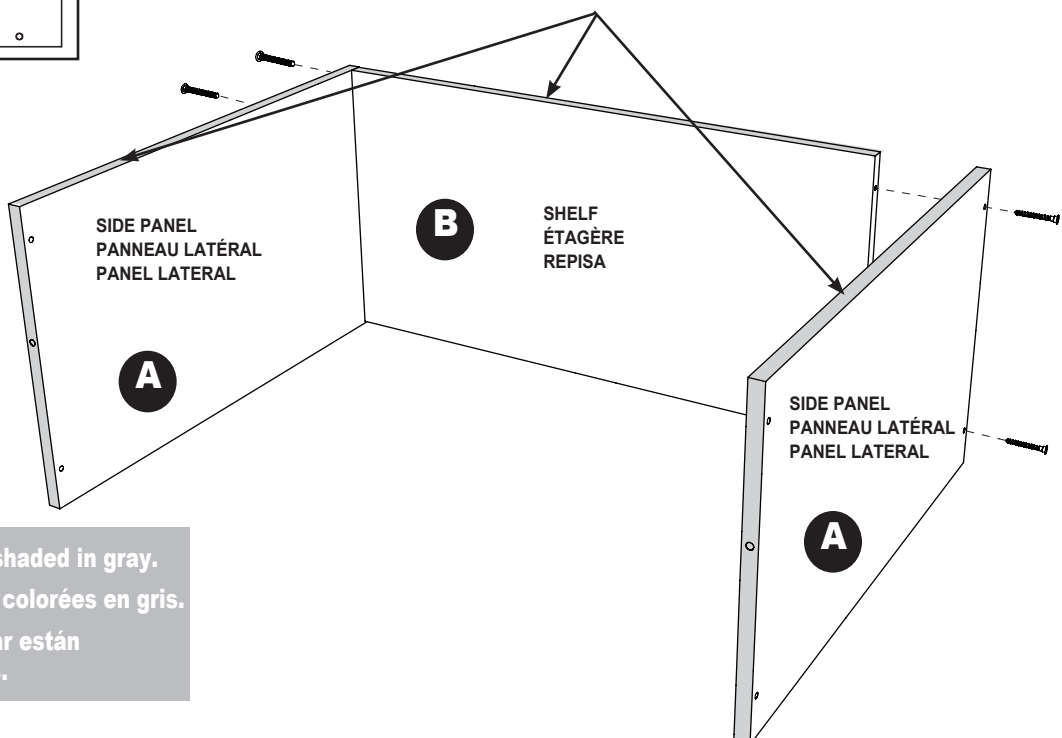 SIDE PANEL
PANNEAU LATÉRAL
PANEL LATERAL
A
B
SHELF
ÉTAGÈRE
REPISA
SIDE PANEL
PANNEAU LATÉRAL
PANEL LATERAL
A
shaded in gray.
colorées en gris.
están